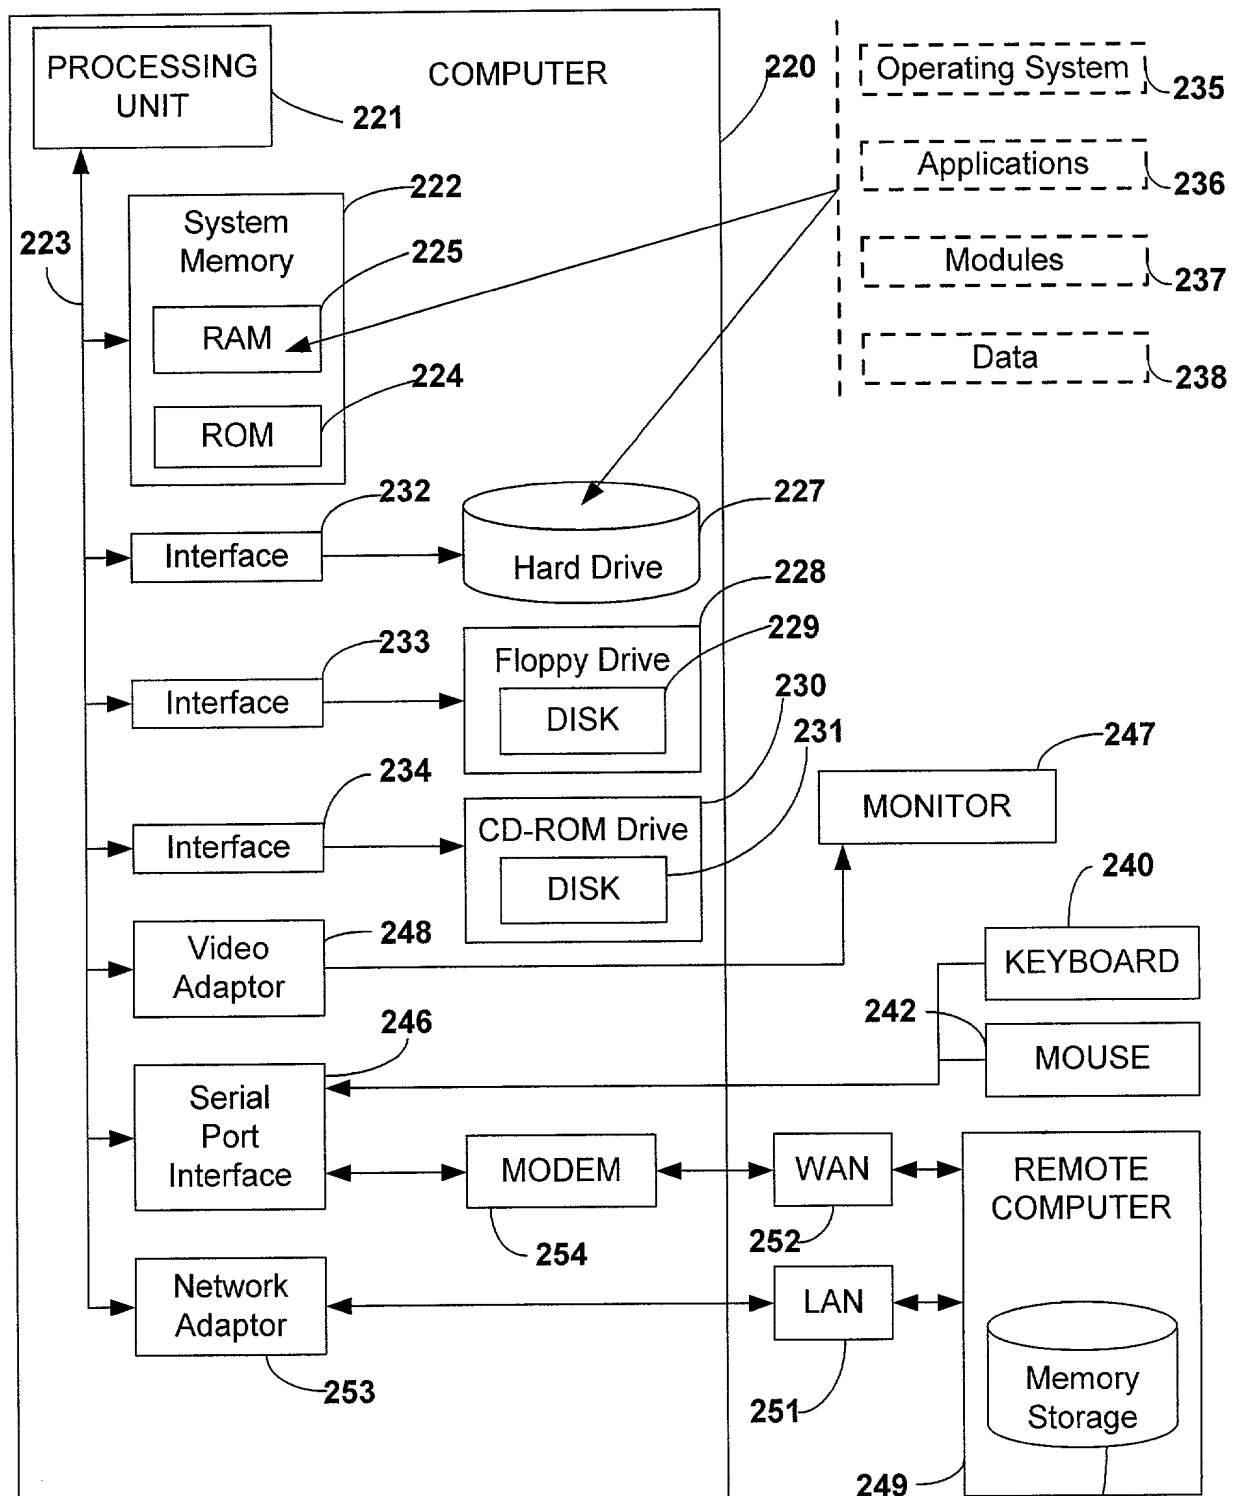 PROCESSING
UNIT
221
COMPUTER
220
Operating System
235
Applications
236
Modules
237
Data
238
222
System
Memory
223
225
RAM
224
ROM
232
Interface
227
Hard Drive
228
233
Interface
229
Floppy Drive
DISK
230
231
234
Interface
CD-ROM Drive
DISK
247
MONITOR
240
KEYBOARD
248
Video
Adaptor
242
MOUSE
246
Serial
Port
Interface
MODEM
254
WAN
252
REMOTE
COMPUTER
Network
Adaptor
253
LAN
251
Memory
Storage
249